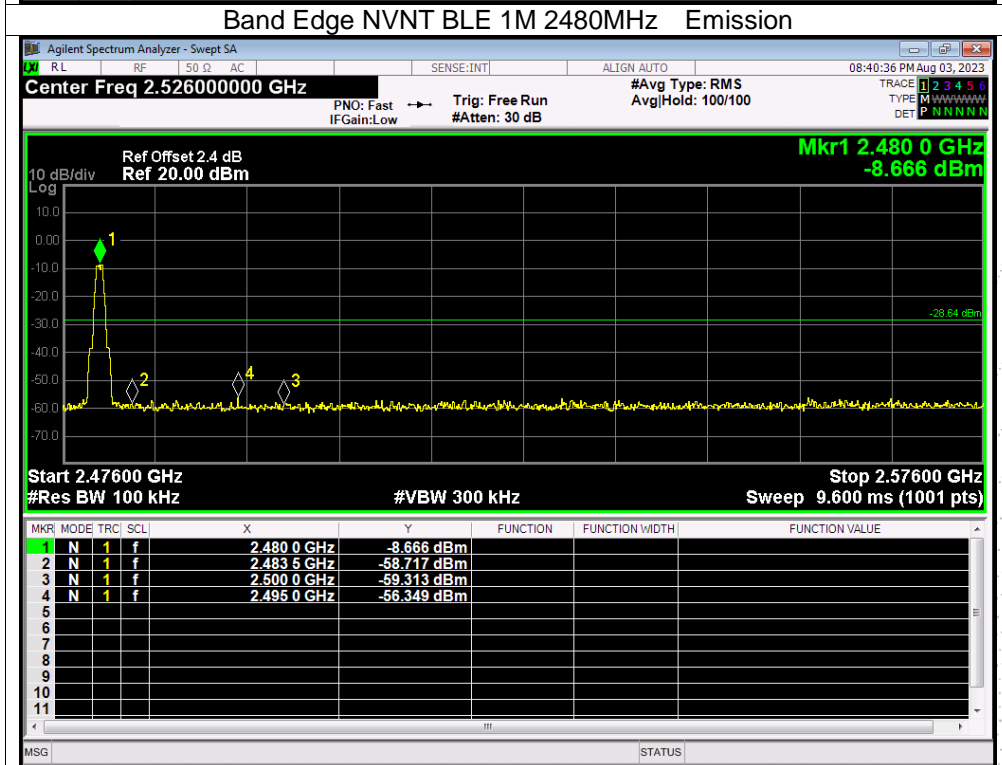 Band Edge NVNT BLE 1M 2480MHz Emission
Agilent Spectrum Analyzer - Swept SA
LXI RL RF 50 Ω AC SENSE:INT ALIGN AUTO 08:40:36 PM Aug 03, 2023
Center Freq 2.526000000 GHz #Avg Type: RMS TRACE 1 2 3 4 5 6
PNO: Fast Trig: Free Run Avg|Hold: 100/100 TYPE M WWWWW
IFGain:Low #Atten: 30 dB DET P N N N N N
Mkr1 2.480 0 GHz
-8.666 dBm
Ref Offset 2.4 dB
10 dB/div Ref 20.00 dBm
Log
10.0
0.00
-10.0
-20.0
-30.0
-40.0
-50.0
-60.0
-70.0
1
2
4
3
-28.64 dBm
Start 2.47600 GHz Stop 2.57600 GHz
#Res BW 100 kHz #VBW 300 kHz Sweep 9.600 ms (1001 pts)
MKR MODE TRC SCL X Y FUNCTION FUNCTION WIDTH FUNCTION VALUE
1 N 1 f 2.480 0 GHz -8.666 dBm
2 N 1 f 2.483 5 GHz -58.717 dBm
3 N 1 f 2.500 0 GHz -59.313 dBm
4 N 1 f 2.495 0 GHz -56.349 dBm
5
6
7
8
9
10
11
MSG STATUS